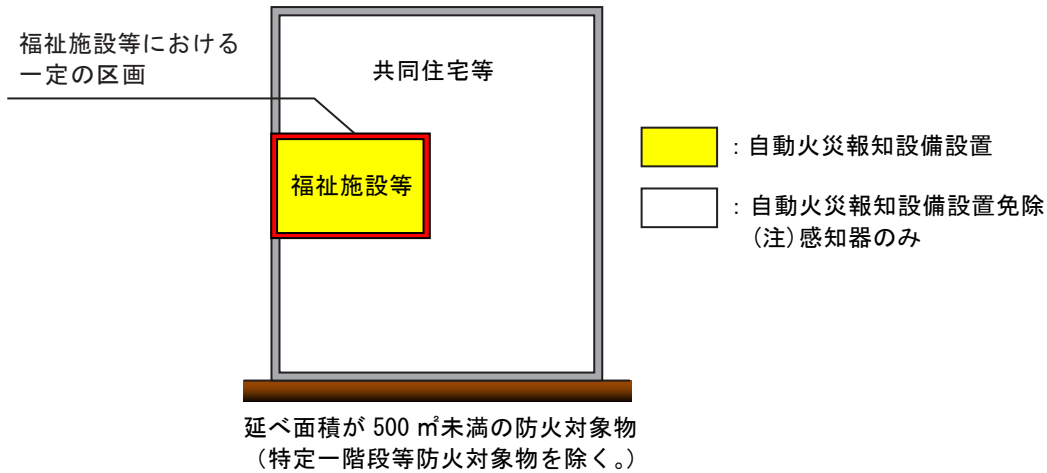 福祉施設等における
一定の区画
共同住宅等
福祉施設等
：自動火災報知設備設置
：自動火災報知設備設置免除
(注)感知器のみ
延べ面積が 500 ㎡未満の防火対象物
（特定一階段等防火対象物を除く。）